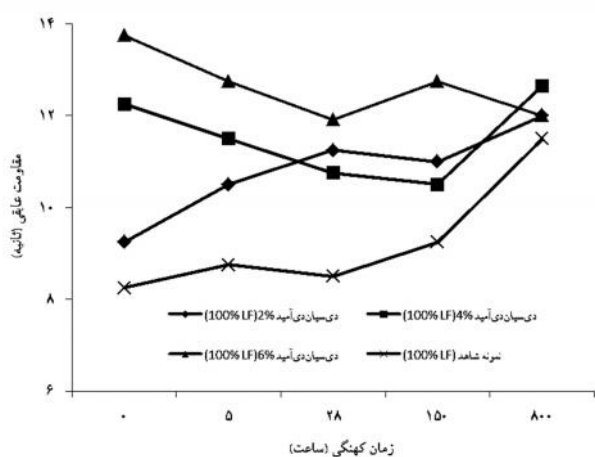 ۱۴
۱۲
۱۰
۸
۶
مقاومت عایقی (ثانیه)
دی‌سیان‌دی‌آمید 2%(100% LF)
دی‌سیان‌دی‌آمید 4%(100% LF)
دی‌سیان‌دی‌آمید 6%(100% LF)
نمونه شاهد (100% LF)
۰ ۵ ۲۸ ۱۵۰ ۸۰۰
زمان کهنگی (ساعت)